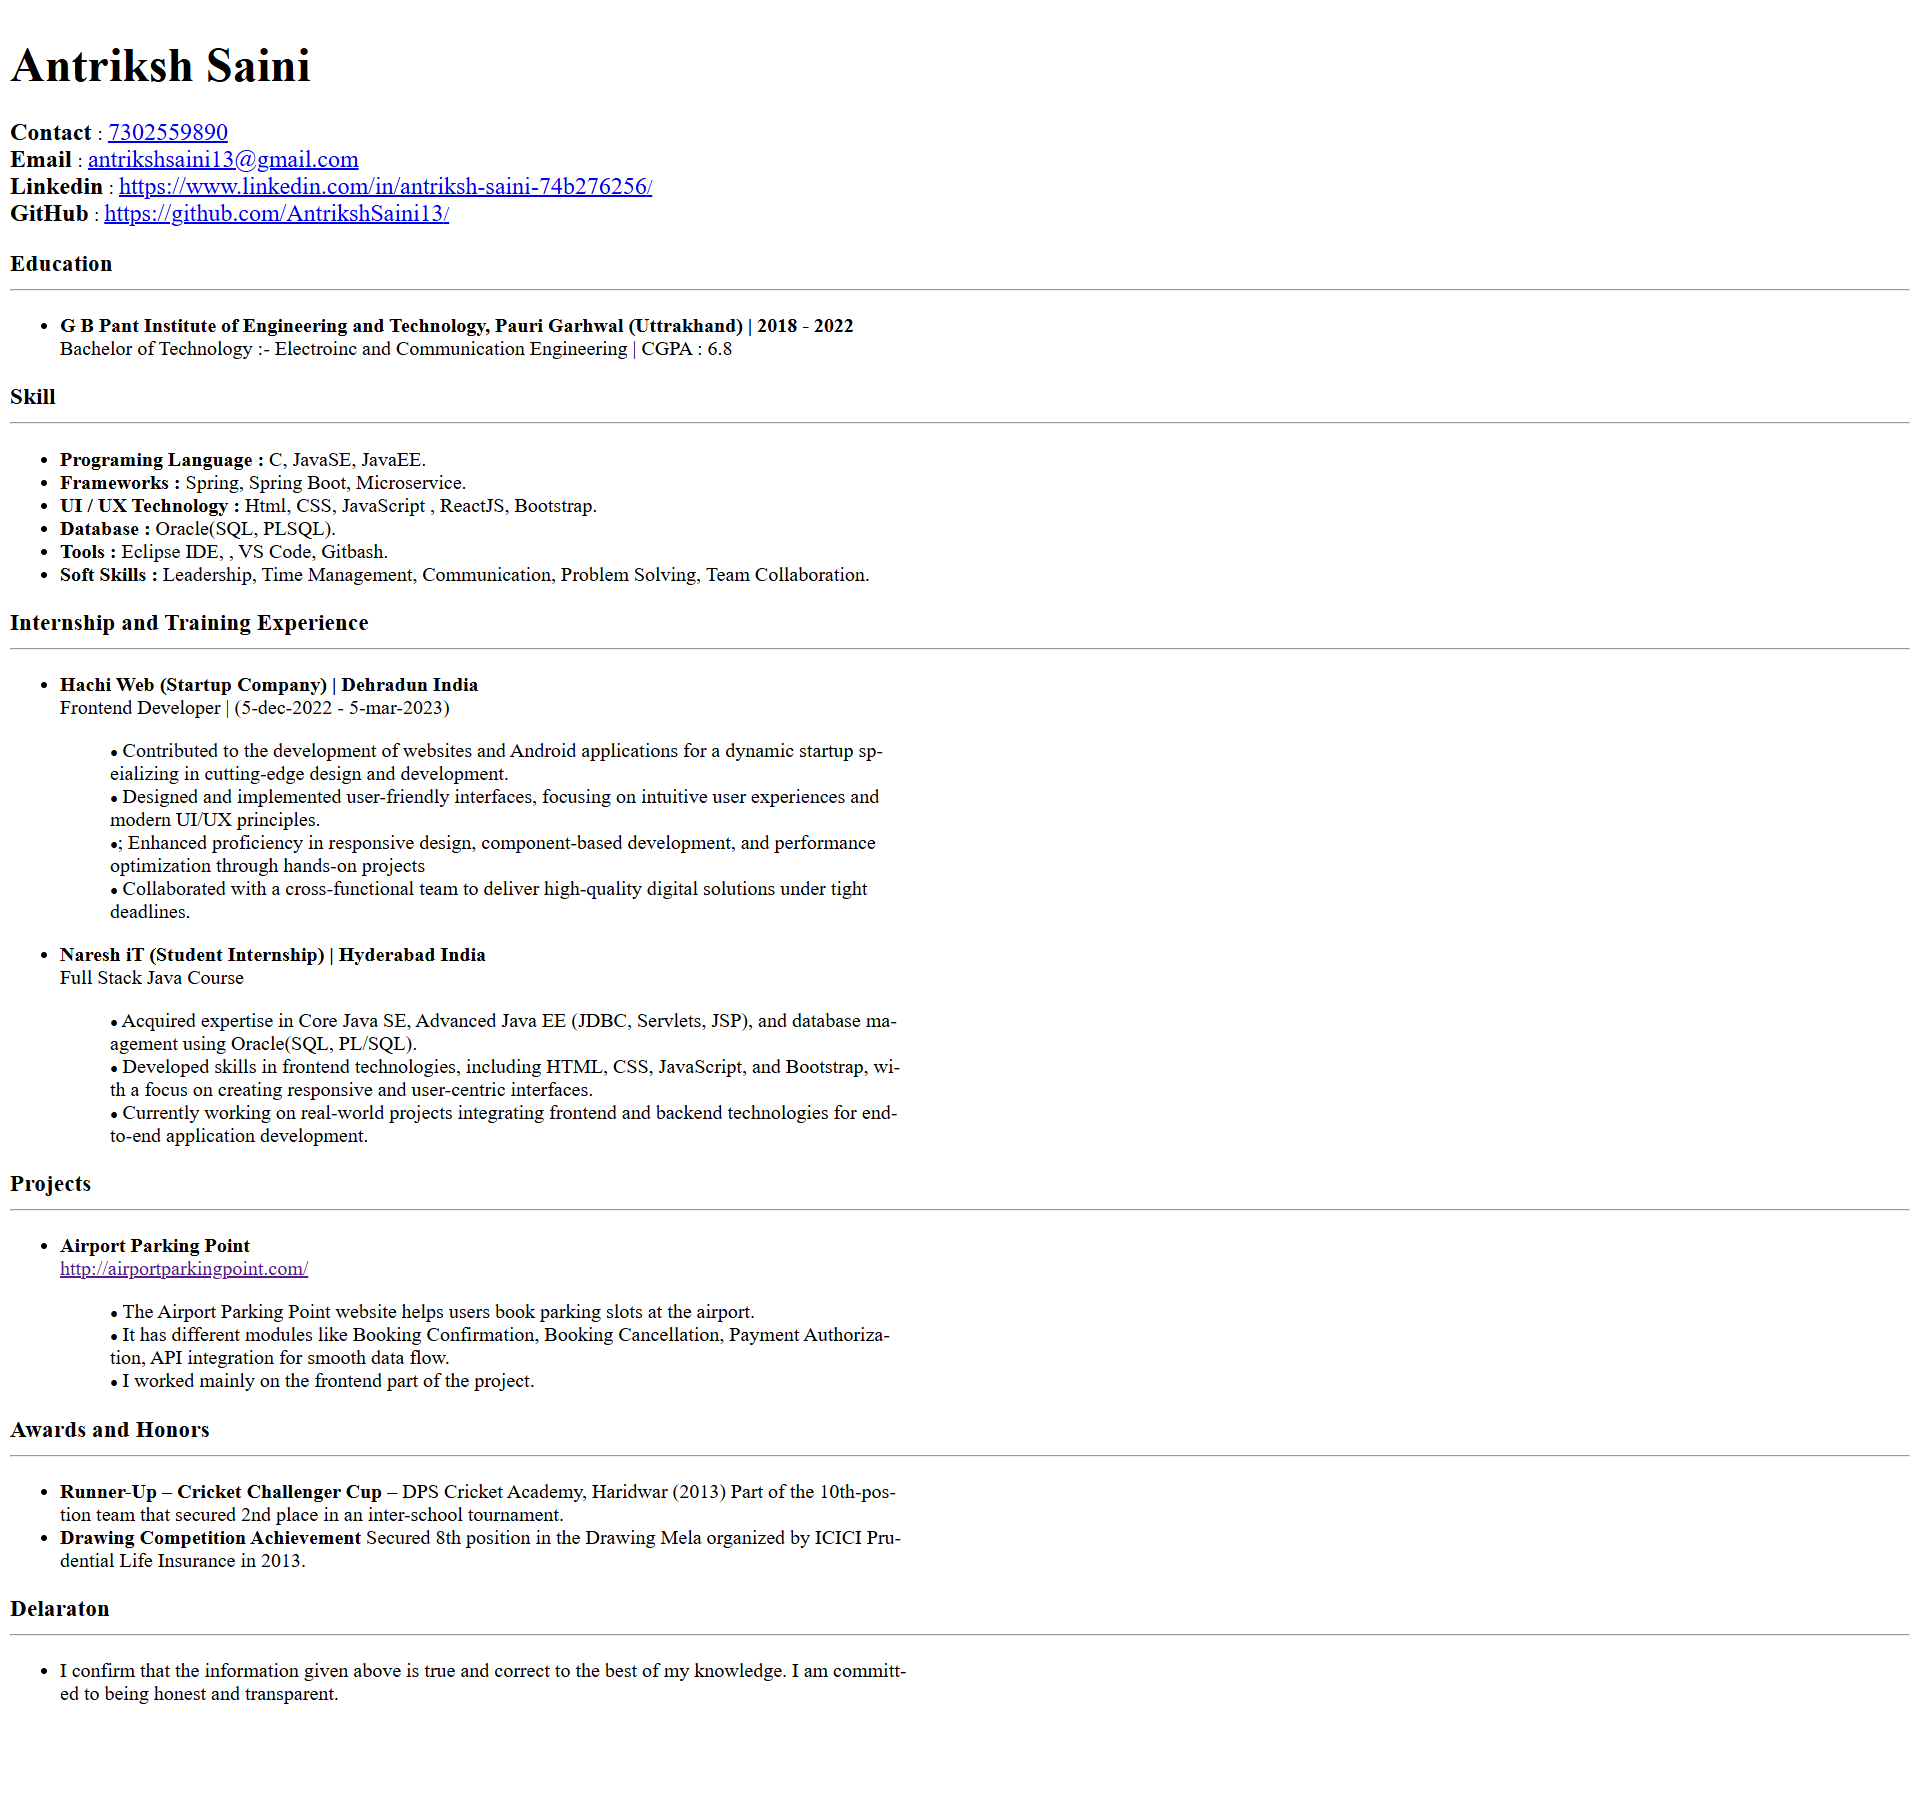 Antriksh Saini
Contact : 7302559890
Email : antrikshsaini13@gmail.com
Linkedin : https://www.linkedin.com/in/antriksh-saini-74b276256/
GitHub : https://github.com/AntrikshSaini13/
Education
• G B Pant Institute of Engineering and Technology, Pauri Garhwal (Uttrakhand) | 2018 - 2022
Bachelor of Technology :- Electroinc and Communication Engineering | CGPA : 6.8
Skill
• Programing Language : C, JavaSE, JavaEE.
• Frameworks : Spring, Spring Boot, Microservice.
• UI / UX Technology : Html, CSS, JavaScript , ReactJS, Bootstrap.
• Database : Oracle(SQL, PLSQL).
• Tools : Eclipse IDE, , VS Code, Gitbash.
• Soft Skills : Leadership, Time Management, Communication, Problem Solving, Team Collaboration.
Internship and Training Experience
• Hachi Web (Startup Company) | Dehradun India
Frontend Developer | (5-dec-2022 - 5-mar-2023)
• Contributed to the development of websites and Android applications for a dynamic startup sp-
eializing in cutting-edge design and development.
• Designed and implemented user-friendly interfaces, focusing on intuitive user experiences and
modern UI/UX principles.
•; Enhanced proficiency in responsive design, component-based development, and performance
optimization through hands-on projects
• Collaborated with a cross-functional team to deliver high-quality digital solutions under tight
deadlines.
• Naresh iT (Student Internship) | Hyderabad India
Full Stack Java Course
• Acquired expertise in Core Java SE, Advanced Java EE (JDBC, Servlets, JSP), and database ma-
agement using Oracle(SQL, PL/SQL).
• Developed skills in frontend technologies, including HTML, CSS, JavaScript, and Bootstrap, wi-
th a focus on creating responsive and user-centric interfaces.
• Currently working on real-world projects integrating frontend and backend technologies for end-
to-end application development.
Projects
• Airport Parking Point
http://airportparkingpoint.com/
• The Airport Parking Point website helps users book parking slots at the airport.
• It has different modules like Booking Confirmation, Booking Cancellation, Payment Authoriza-
tion, API integration for smooth data flow.
• I worked mainly on the frontend part of the project.
Awards and Honors
• Runner-Up – Cricket Challenger Cup – DPS Cricket Academy, Haridwar (2013) Part of the 10th-pos-
tion team that secured 2nd place in an inter-school tournament.
• Drawing Competition Achievement Secured 8th position in the Drawing Mela organized by ICICI Pru-
dential Life Insurance in 2013.
Delaraton
• I confirm that the information given above is true and correct to the best of my knowledge. I am committ-
ed to being honest and transparent.